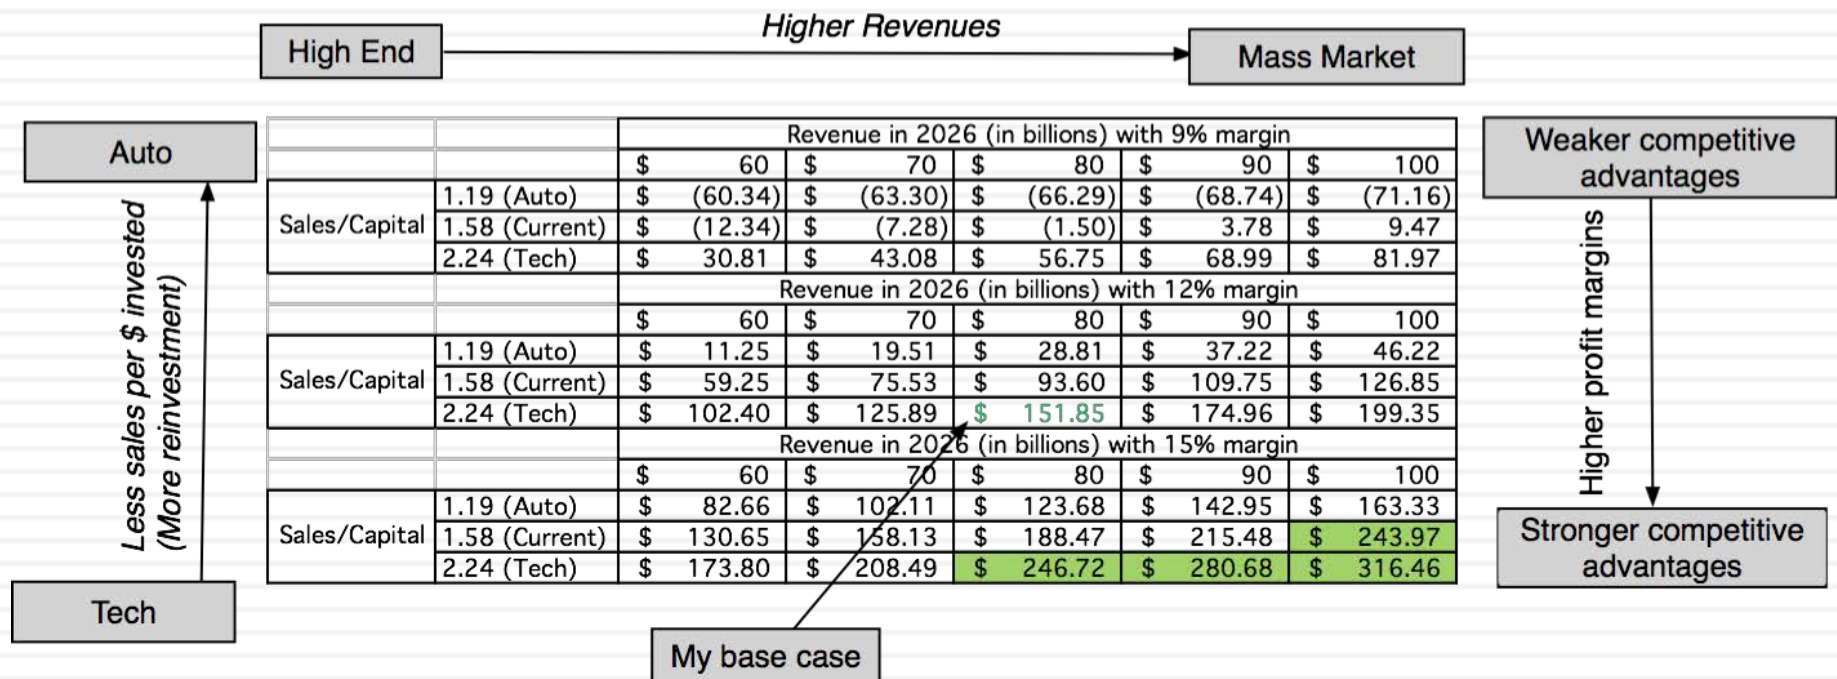 Higher Revenues
High End
Mass Market
Auto
Less sales per $ invested
(More reinvestment)
Tech
Revenue in 2026 (in billions) with 9% margin
$ 60 $ 70 $ 80 $ 90 $ 100
Sales/Capital
1.19 (Auto) $ (60.34) $ (63.30) $ (66.29) $ (68.74) $ (71.16)
1.58 (Current) $ (12.34) $ (7.28) $ (1.50) $ 3.78 $ 9.47
2.24 (Tech) $ 30.81 $ 43.08 $ 56.75 $ 68.99 $ 81.97
Revenue in 2026 (in billions) with 12% margin
$ 60 $ 70 $ 80 $ 90 $ 100
Sales/Capital
1.19 (Auto) $ 11.25 $ 19.51 $ 28.81 $ 37.22 $ 46.22
1.58 (Current) $ 59.25 $ 75.53 $ 93.60 $ 109.75 $ 126.85
2.24 (Tech) $ 102.40 $ 125.89 $ 151.85 $ 174.96 $ 199.35
Revenue in 2026 (in billions) with 15% margin
$ 60 $ 70 $ 80 $ 90 $ 100
Sales/Capital
1.19 (Auto) $ 82.66 $ 102.11 $ 123.68 $ 142.95 $ 163.33
1.58 (Current) $ 130.65 $ 158.13 $ 188.47 $ 215.48 $ 243.97
2.24 (Tech) $ 173.80 $ 208.49 $ 246.72 $ 280.68 $ 316.46
Weaker competitive
advantages
Higher profit margins
Stronger competitive
advantages
My base case